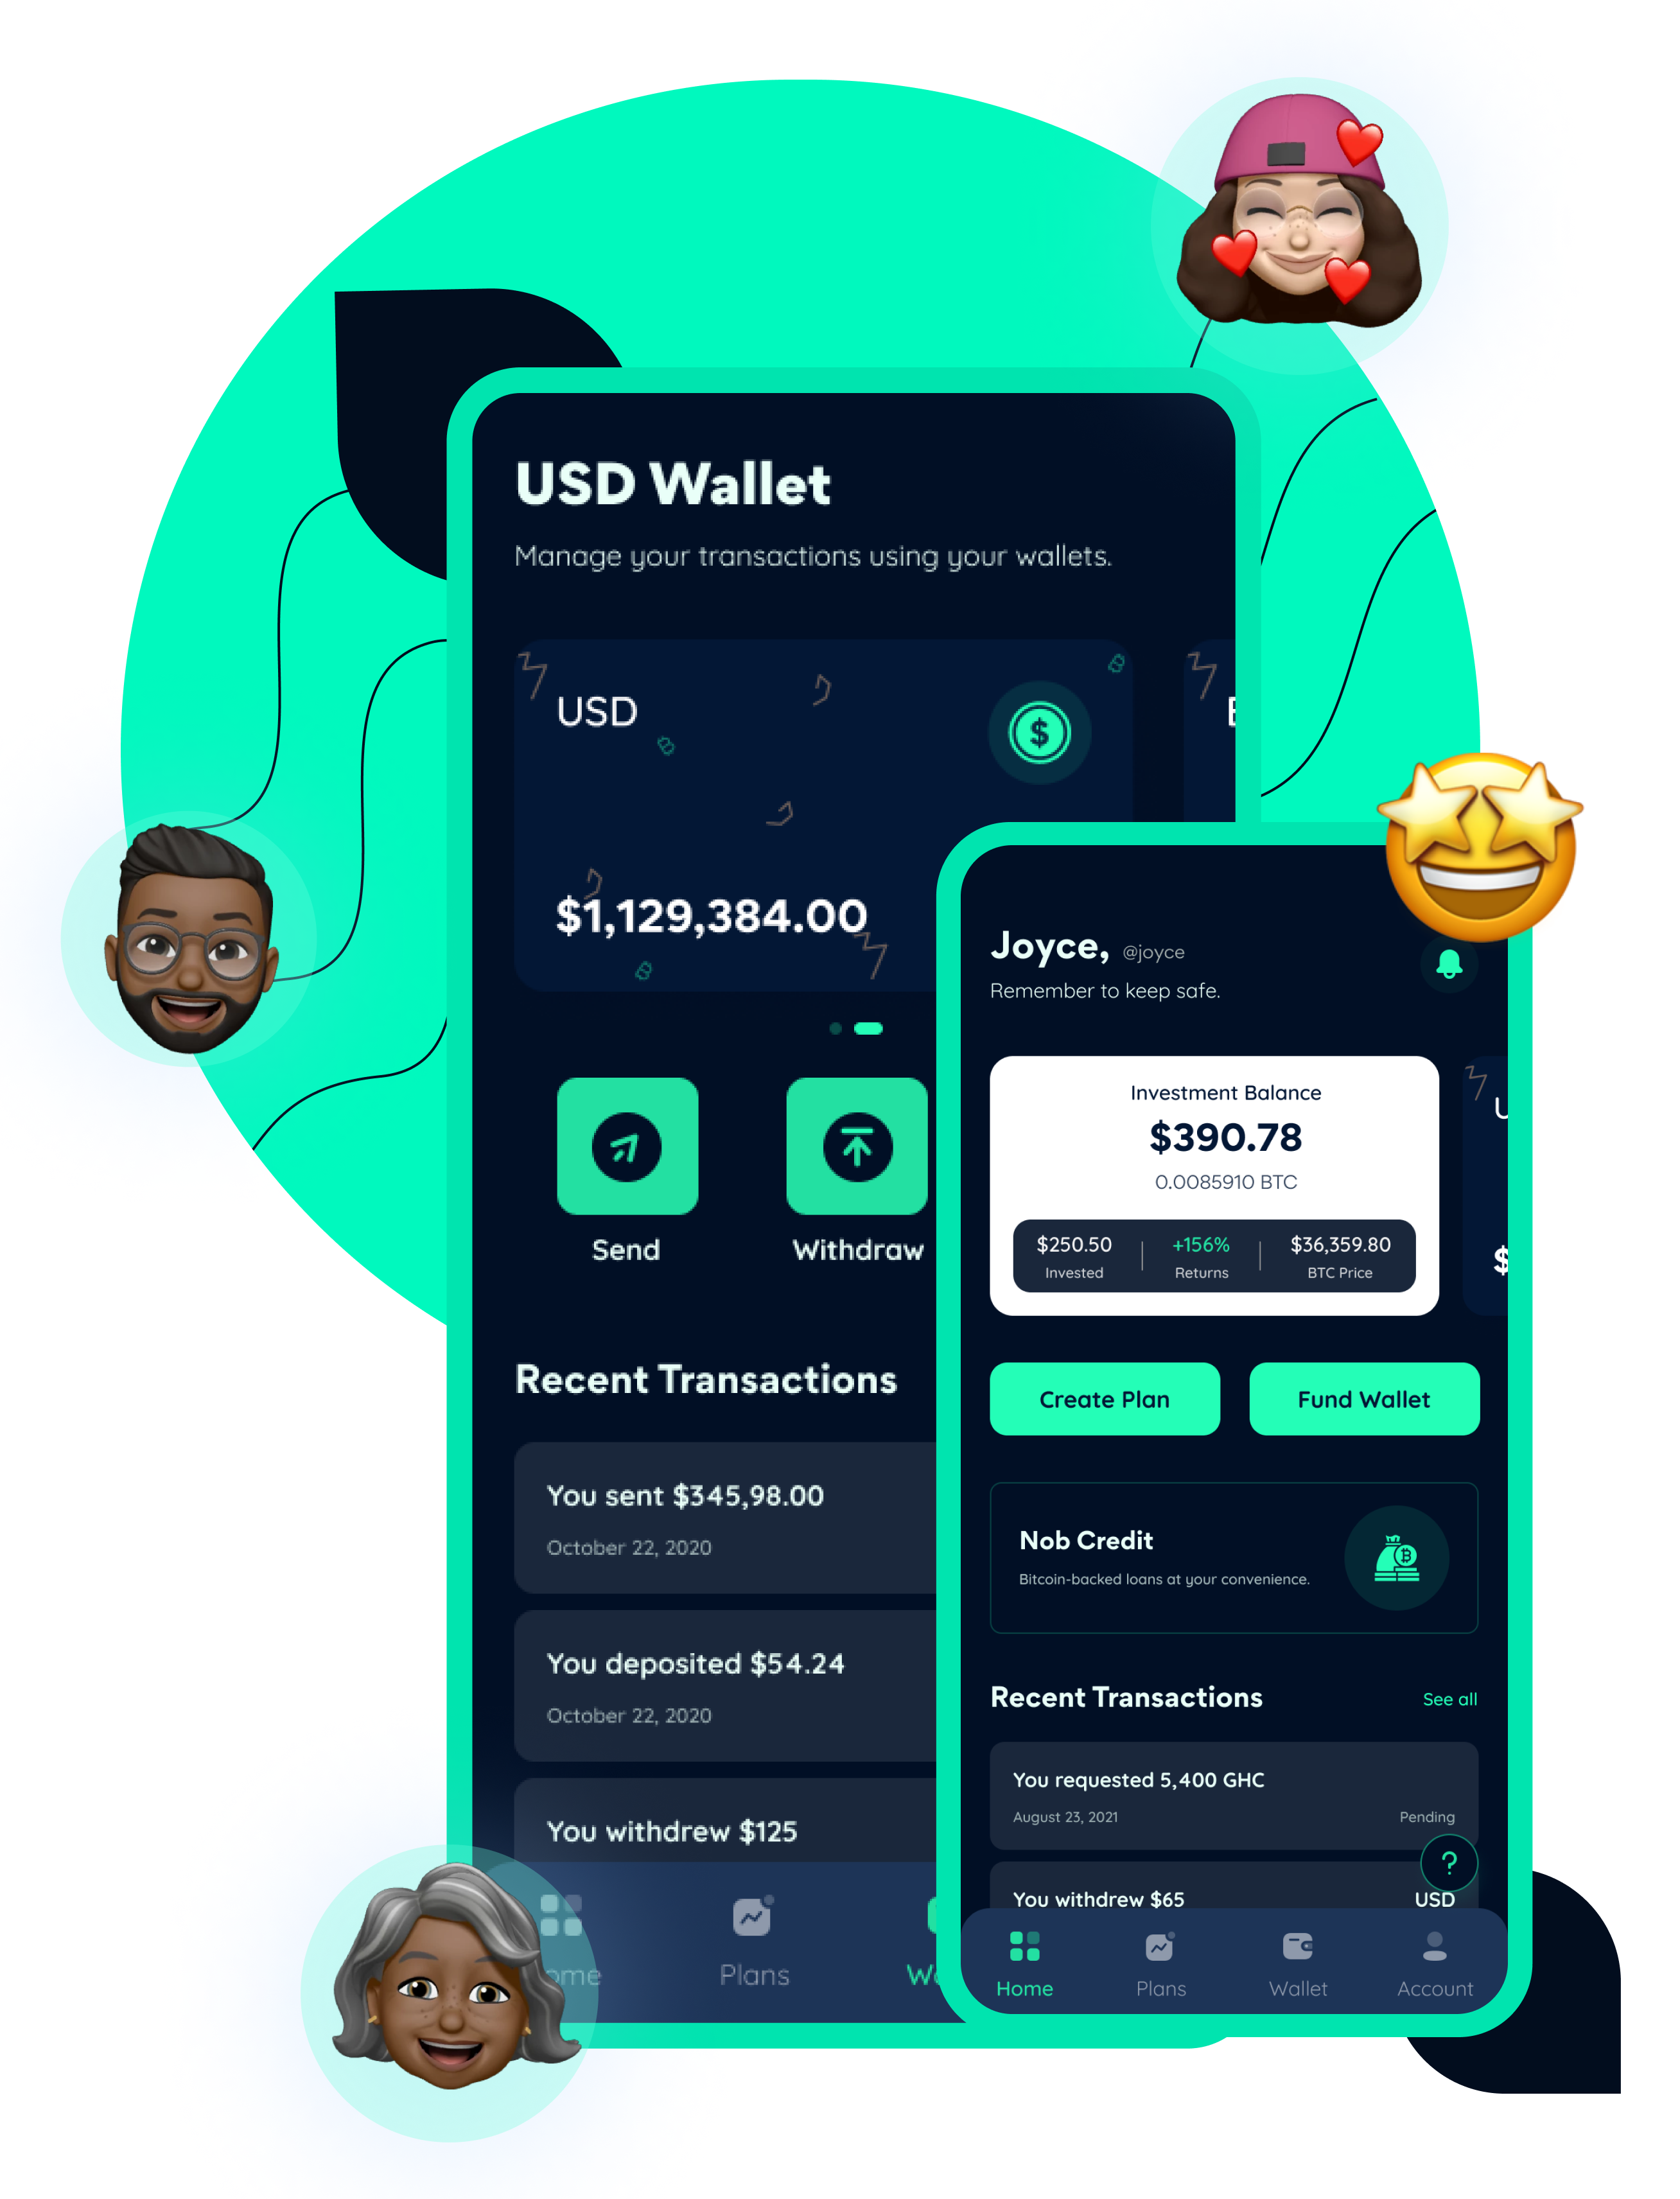 USD Wallet
Manage your transactions using your wallets.
USD
$
$1,129,384.00
Send
Withdraw
Recent Transactions
You sent $345,98.00
October 22, 2020
You deposited $54.24
October 22, 2020
You withdrew $125
Plans
Joyce, @joyce
Remember to keep safe.
Investment Balance
$390.78
0.0085910 BTC
$250.50 +156% $36,359.80
Invested Returns BTC Price
$
Create Plan Fund Wallet
Nob Credit
Bitcoin-backed loans at your convenience.
Recent Transactions See all
You requested 5,400 GHC
August 23, 2021 Pending
?
You withdrew $65 USD
Home Plans Wallet Account